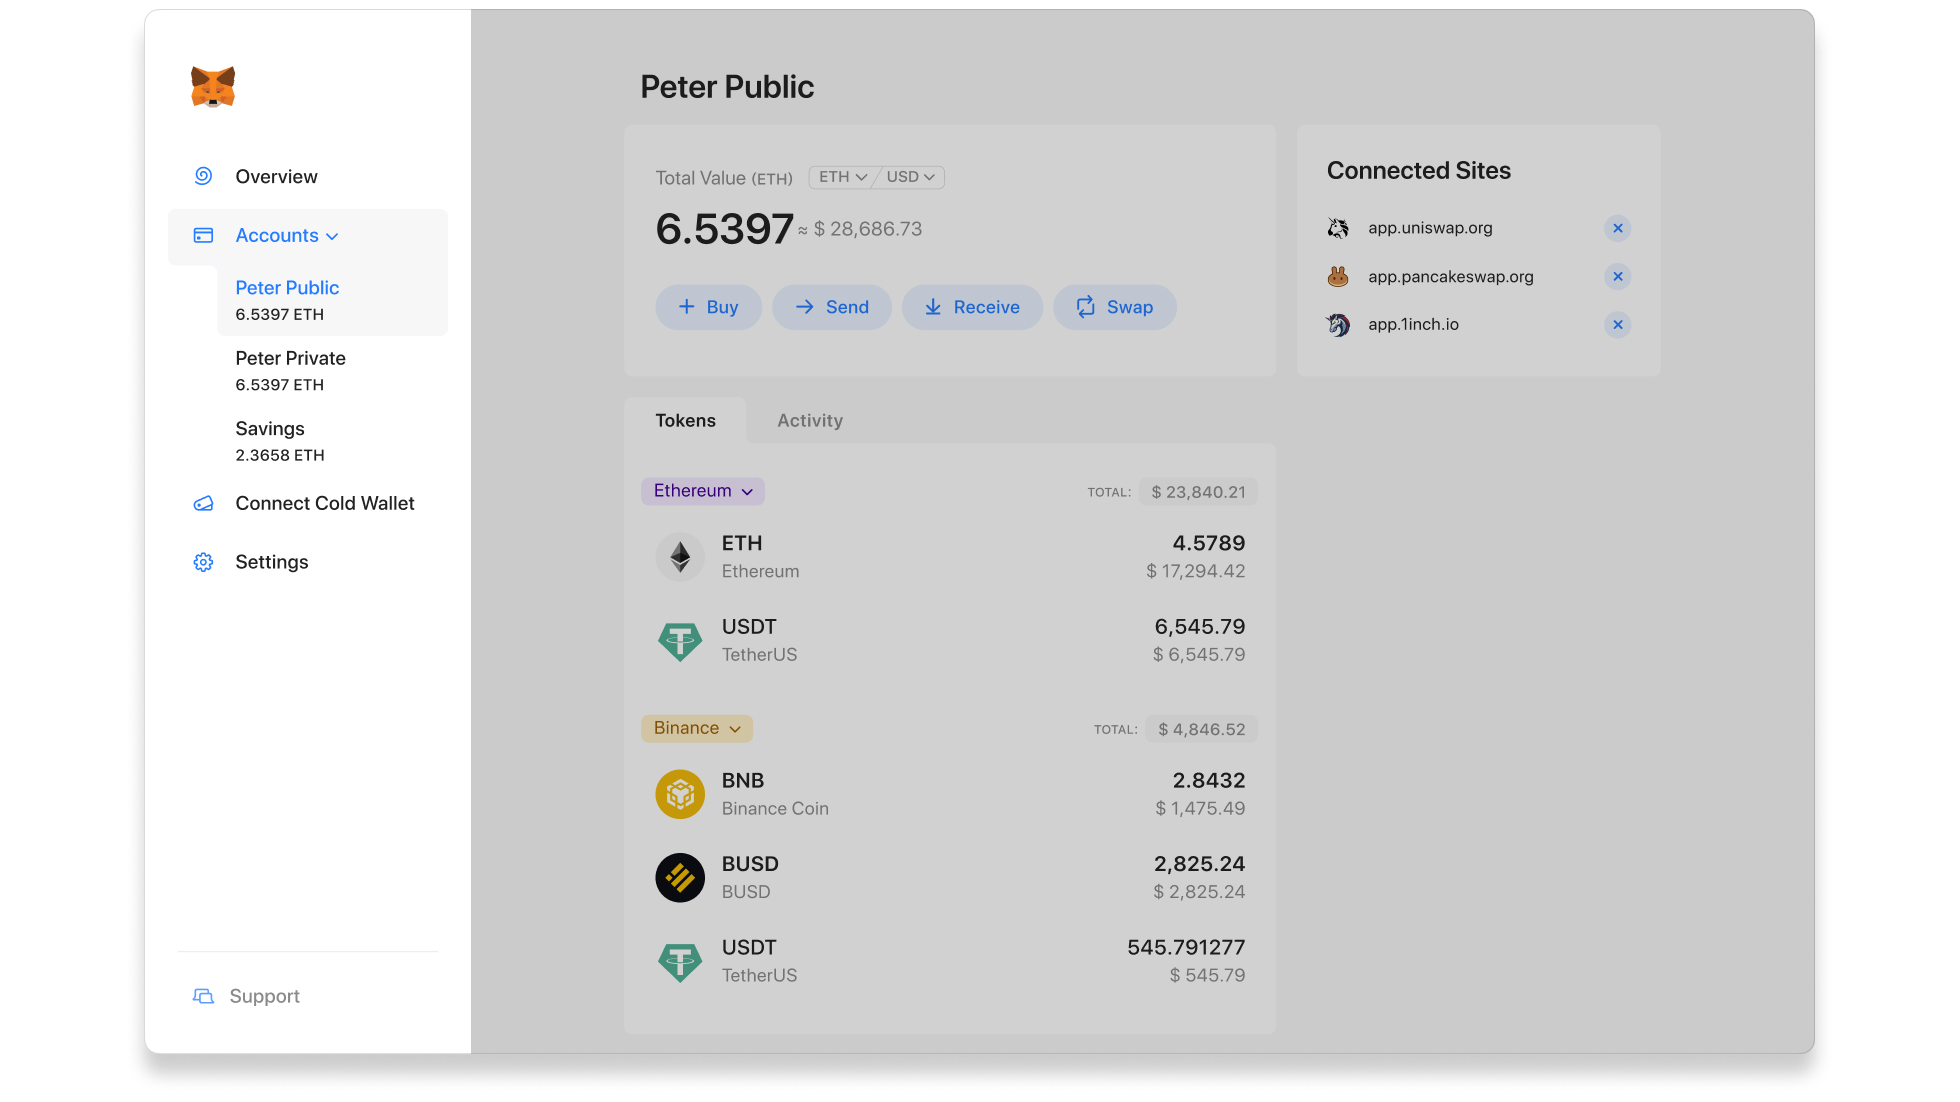 Overview
Accounts
Peter Public
6.5397 ETH
Peter Private
6.5397 ETH
Savings
2.3658 ETH
Connect Cold Wallet
Settings
Support
Peter Public
Total Value (ETH) ETH USD
6.5397 ≈ $ 28,686.73
Buy Send Receive Swap
Connected Sites
app.uniswap.org
app.pancakeswap.org
app.1inch.io
Tokens Activity
Ethereum TOTAL: $ 23,840.21
ETH 4.5789
Ethereum $ 17,294.42
USDT 6,545.79
TetherUS $ 6,545.79
Binance TOTAL: $ 4,846.52
BNB 2.8432
Binance Coin $ 1,475.49
BUSD 2,825.24
BUSD $ 2,825.24
USDT 545.791277
TetherUS $ 545.79